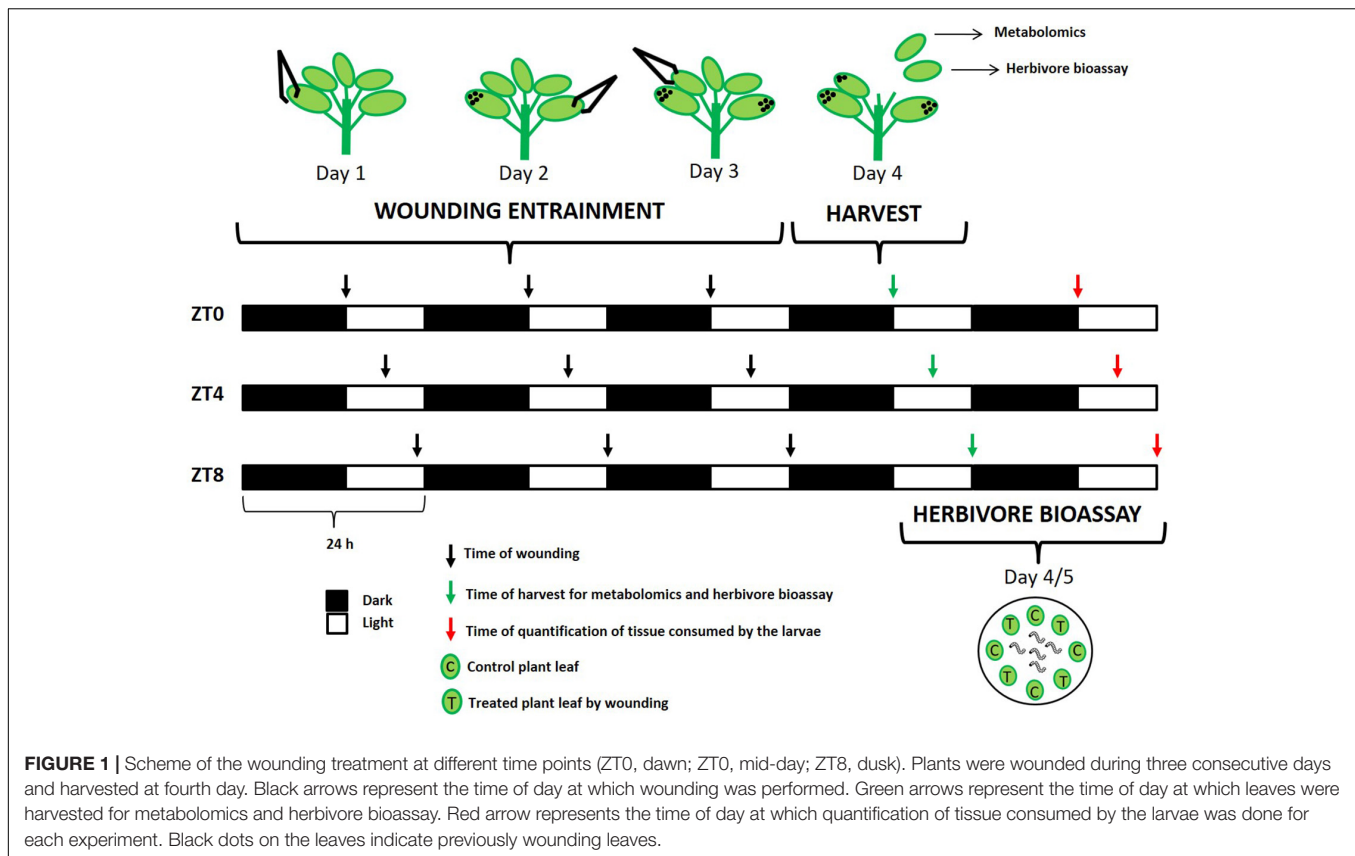 Metabolomics
Herbivore bioassay
Day 1
Day 2
Day 3
Day 4
WOUNDING ENTRAINMENT
HARVEST
ZT0
ZT4
ZT8
24 h
HERBIVORE BIOASSAY
Day 4/5
Dark
Light
Time of wounding
Time of harvest for metabolomics and herbivore bioassay
Time of quantification of tissue consumed by the larvae
C Control plant leaf
T Treated plant leaf by wounding
C
T
T
C
C
T
T
C
FIGURE 1 | Scheme of the wounding treatment at different time points (ZT0, dawn; ZT0, mid-day; ZT8, dusk). Plants were wounded during three consecutive days
and harvested at fourth day. Black arrows represent the time of day at which wounding was performed. Green arrows represent the time of day at which leaves were
harvested for metabolomics and herbivore bioassay. Red arrow represents the time of day at which quantification of tissue consumed by the larvae was done for
each experiment. Black dots on the leaves indicate previously wounding leaves.